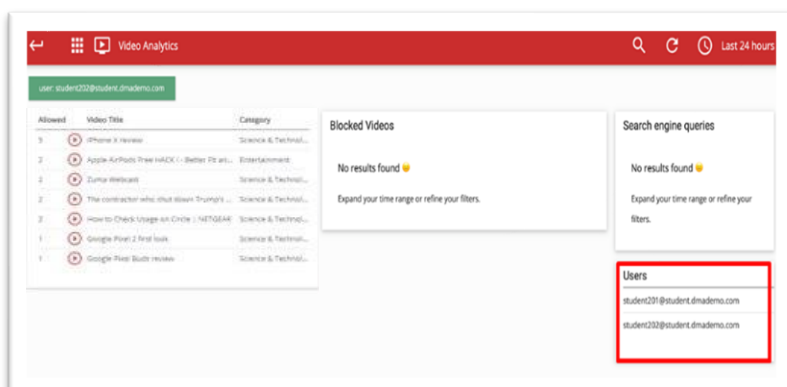 Video Analytics
Last 24 hours
user: student202@student.dmademo.com
Allowed Video Title Category
iPhone X review Science & Technol...
2 Apple AirPods Free HACK ! - Better Fit an... Entertainment
2 Zuma Webcast Science & Technol...
2 The contractor who shut down Trump's ... Science & Technol...
2 How to Check Usage on Circle | NETGEAR Science & Technol...
1 Google Pixel 2 first look Science & Technol...
1 Google Pixel Buds review Science & Technol...
Blocked Videos
No results found
Expand your time range or refine your filters.
Search engine queries
No results found
Expand your time range or refine your
filters.
Users
student201@student.dmademo.com
student202@student.dmademo.com